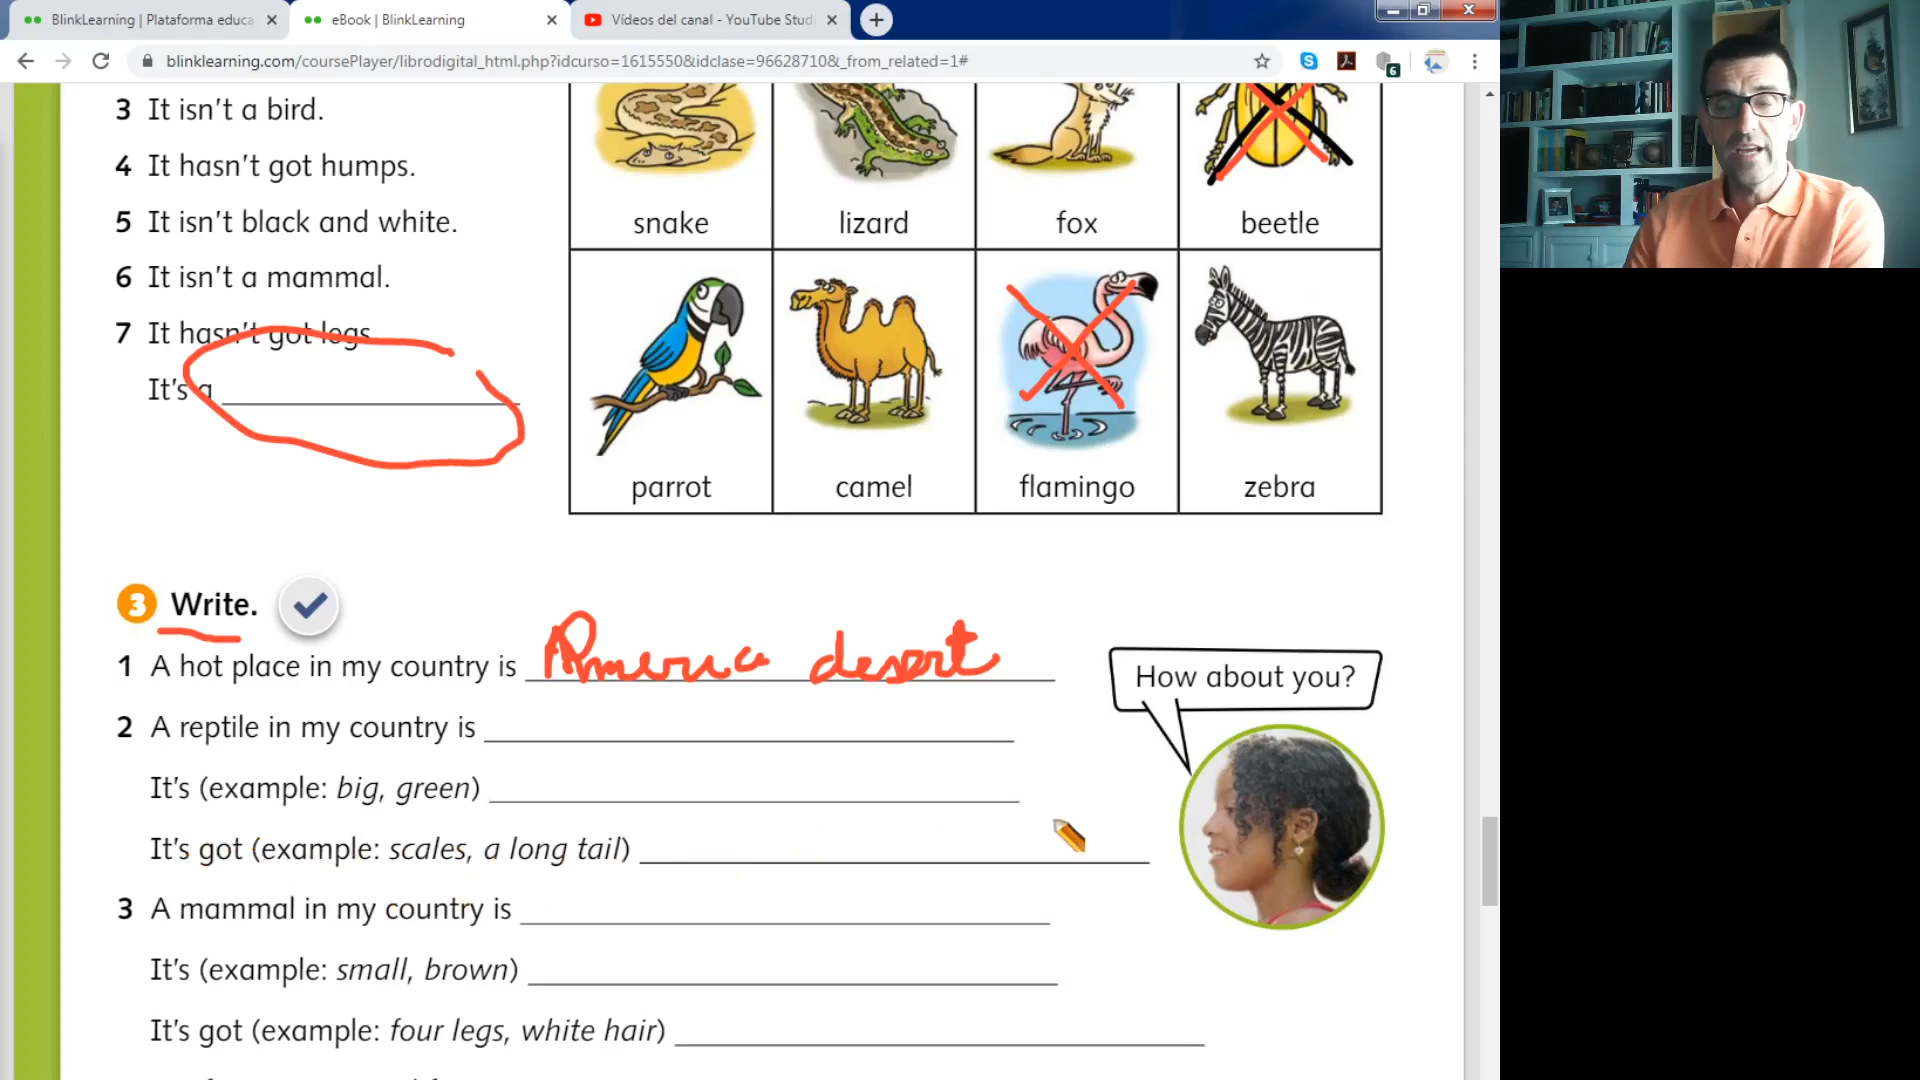 BlinkLearning | Plataforma educa
eBook | BlinkLearning
Vídeos del canal - YouTube Studi
blinklearning.com/coursePlayer/librodigital_html.php?idcurso=1615550&idclase=96628710&_from_related=1#
6
3 It isn't a bird.
4 It hasn't got humps.
5 It isn't black and white.
6 It isn't a mammal.
7 It hasn't got legs.
It's a
snake lizard fox beetle
parrot camel flamingo zebra
3 Write.
1 A hot place in my country is America desert
2 A reptile in my country is
It's (example: big, green)
It's got (example: scales, a long tail)
3 A mammal in my country is
It's (example: small, brown)
It's got (example: four legs, white hair)
How about you?